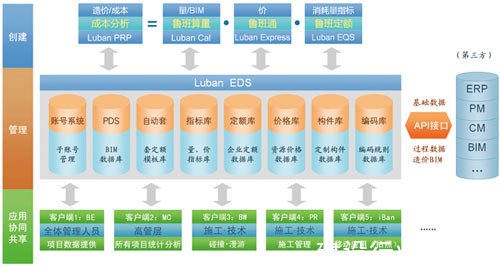 创建
造价/成本
成本分析
Luban PRP
=
量/BIM
鲁班算量
Luban Cal
价
鲁班通
Luban Express
消耗量指标
鲁班定额
Luban EQS
管理
Luban EDS
账号系统
子账号
管理
PDS
BIM
数据库
自动套
套定额
模板库
指标库
量、价
指标库
定额库
企业定额
数据库
价格库
资源价格
数据库
构件库
定制构件
数据库
编码库
编码规则
数据库
基础数据
API接口
过程数据
造价BIM
(第三方)
ERP
PM
CM
BIM
...
应用
协同
共享
客户端1: BE
全体管理人员
项目数据提供
客户端2: MC
高管层
所有项目统计分析
客户端3: BW
施工·技术
碰撞·漫游
客户端4: PR
施工·技术
施工管理
客户端5: iBan
施工·技术
......